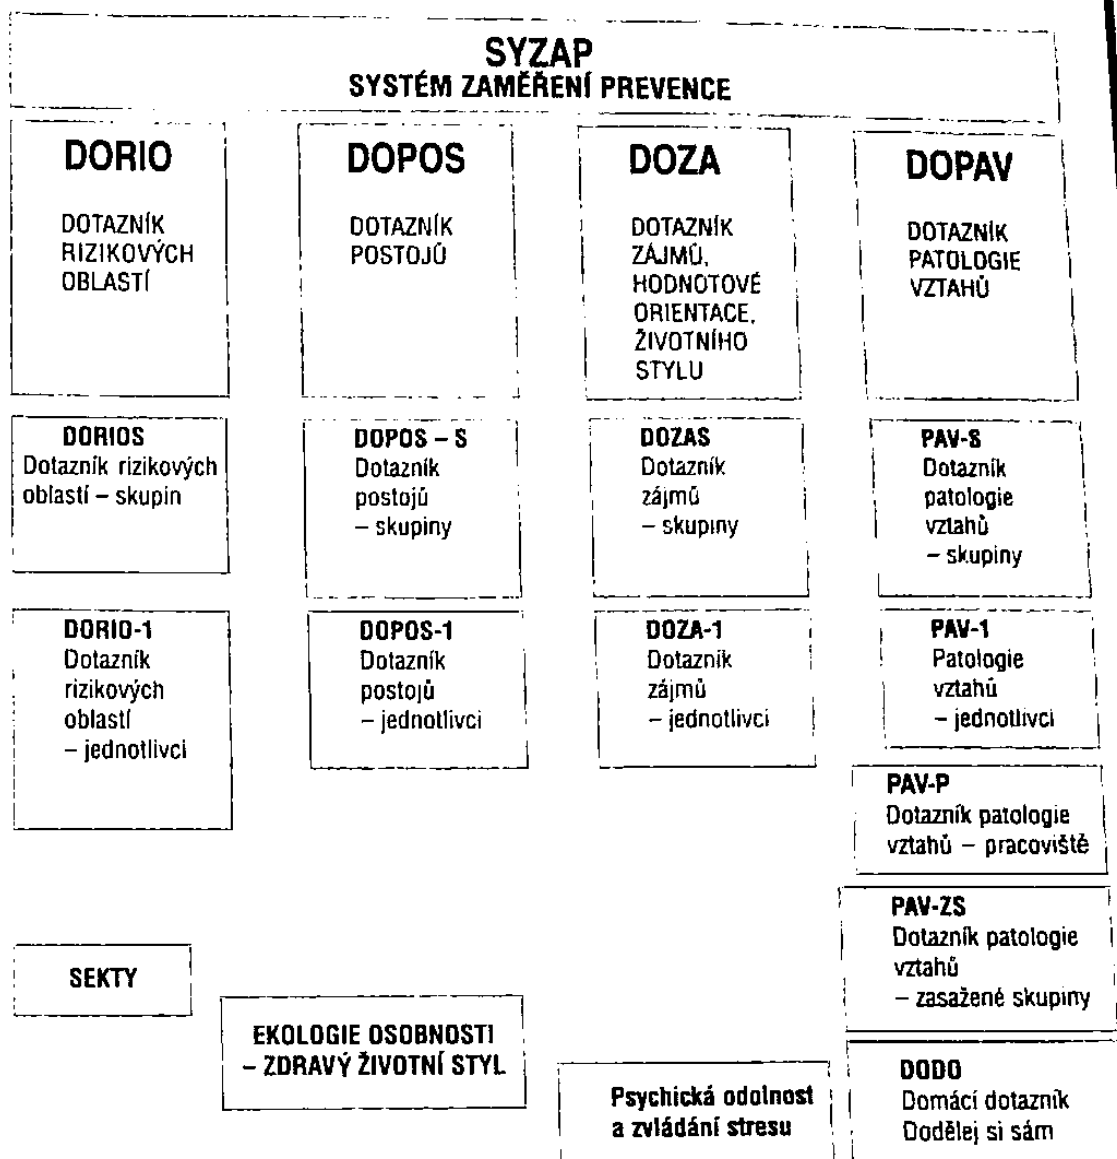 SYZAP
SYSTÉM ZAMĚŘENÍ PREVENCE
DORIO
DOTAZNÍK
RIZIKOVÝCH
OBLASTÍ
DOPOS
DOTAZNÍK
POSTOJŮ
DOZA
DOTAZNÍK
ZÁJMŮ,
HODNOTOVÉ
ORIENTACE,
ŽIVOTNÍHO
STYLU
DOPAV
DOTAZNÍK
PATOLOGIE
VZTAHŮ
DORIOS
Dotazník rizikových
oblastí – skupin
DOPOS – S
Dotazník
postojů
– skupiny
DOZAS
Dotazník
zájmů
– skupiny
PAV-S
Dotazník
patologie
vztahů
– skupiny
DORIO-1
Dotazník
rizikových
oblastí
– jednotlivci
DOPOS-1
Dotazník
postojů
– jednotlivci
DOZA-1
Dotazník
zájmů
– jednotlivci
PAV-1
Patologie
vztahů
– jednotlivci
PAV-P
Dotazník patologie
vztahů – pracoviště
PAV-ZS
Dotazník patologie
vztahů
– zasažené skupiny
SEKTY
EKOLOGIE OSOBNOSTI
– ZDRAVÝ ŽIVOTNÍ STYL
Psychická odolnost
a zvládání stresu
DODO
Domácí dotazník
Dodělej si sám